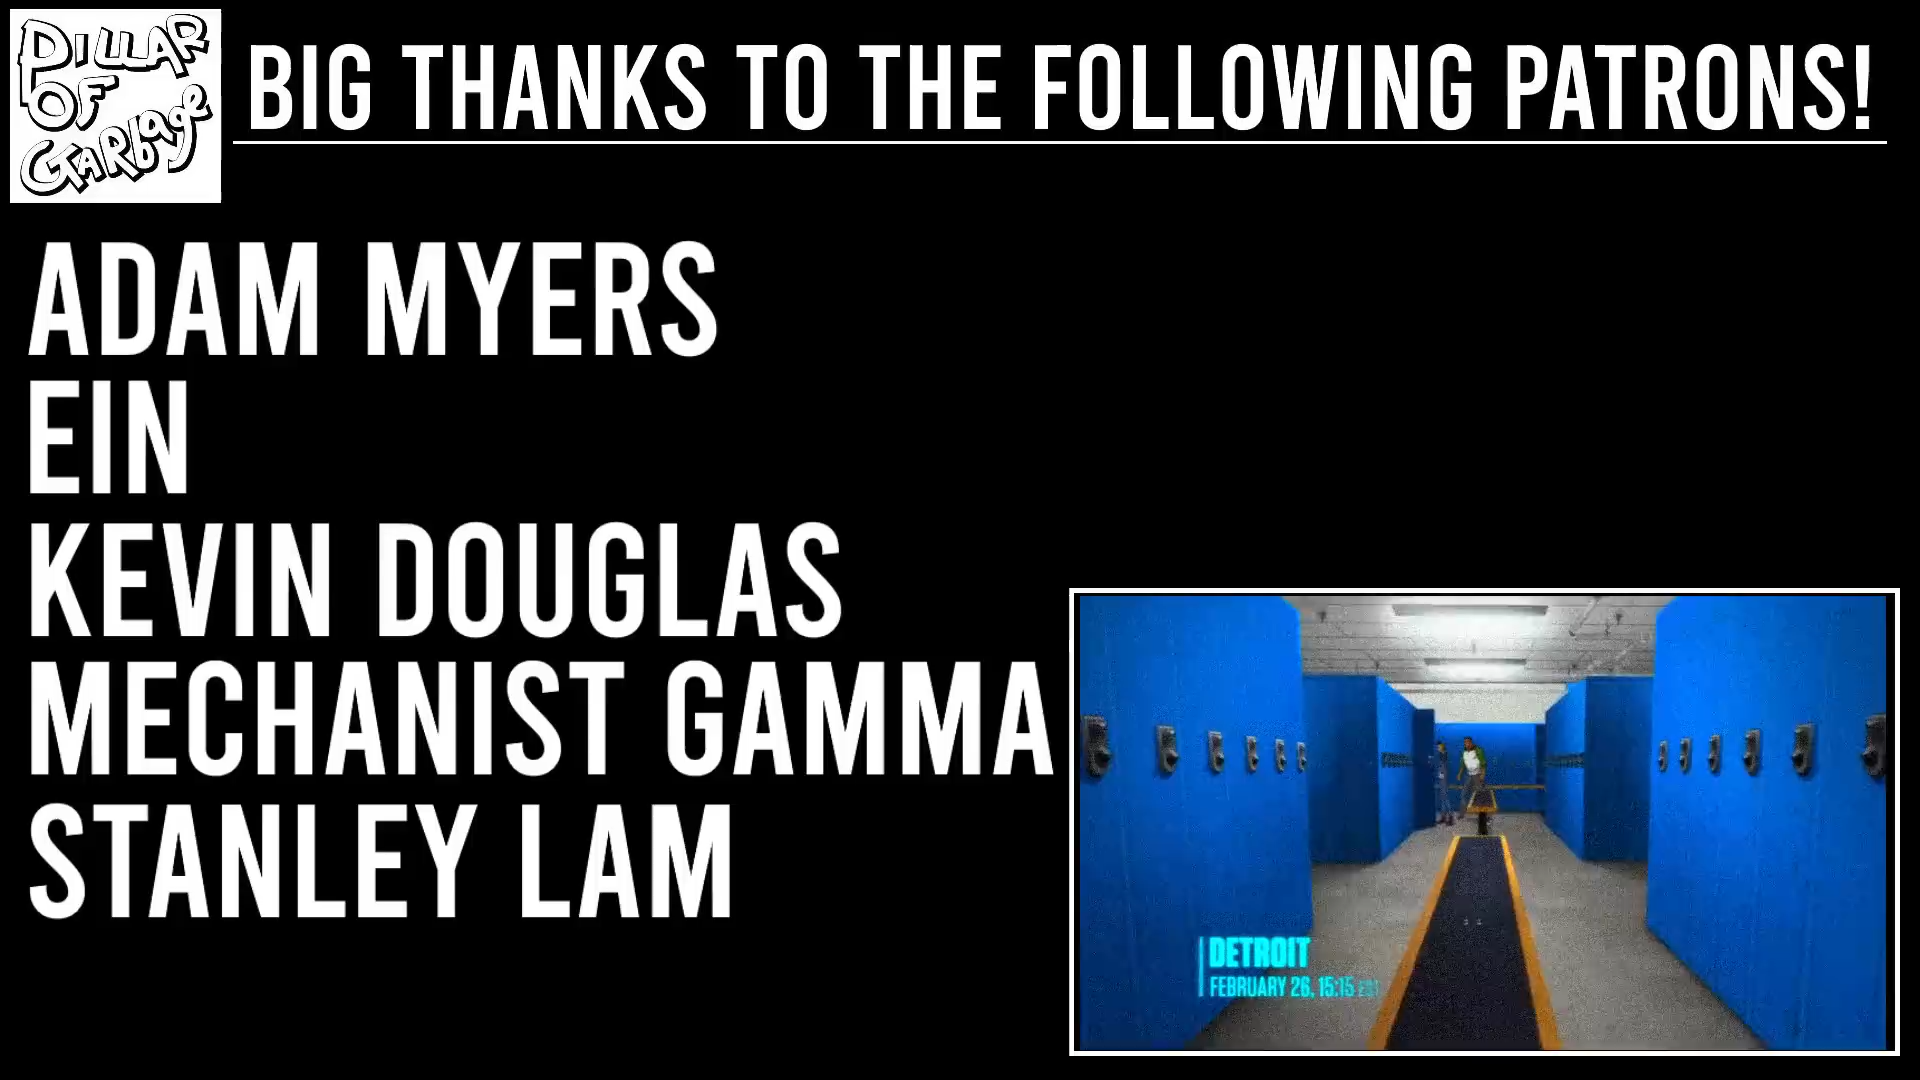 PILLAR
OF
GARbage
BIG THANKS TO THE FOLLOWING PATRONS!
ADAM MYERS
EIN
KEVIN DOUGLAS
MECHANIST GAMMA
STANLEY LAM
DETROIT
FEBRUARY 26, 15:15